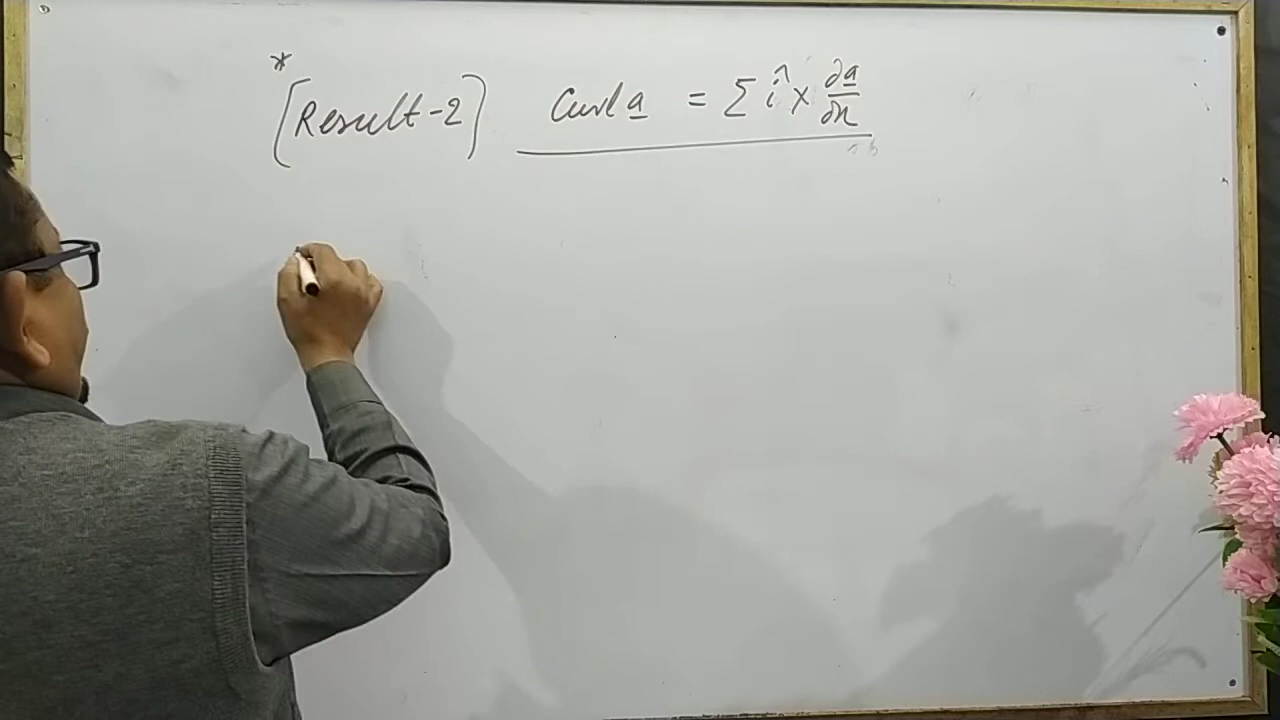 *
[Result-2] Curl a̲ = Σ î × ∂a̲/∂x